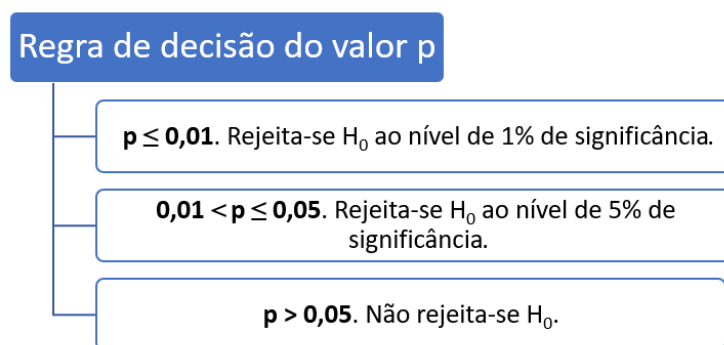 Regra de decisão do valor p
p ≤ 0,01. Rejeita-se H₀ ao nível de 1% de significância.
0,01 < p ≤ 0,05. Rejeita-se H₀ ao nível de 5% de
significância.
p > 0,05. Não rejeita-se H₀.